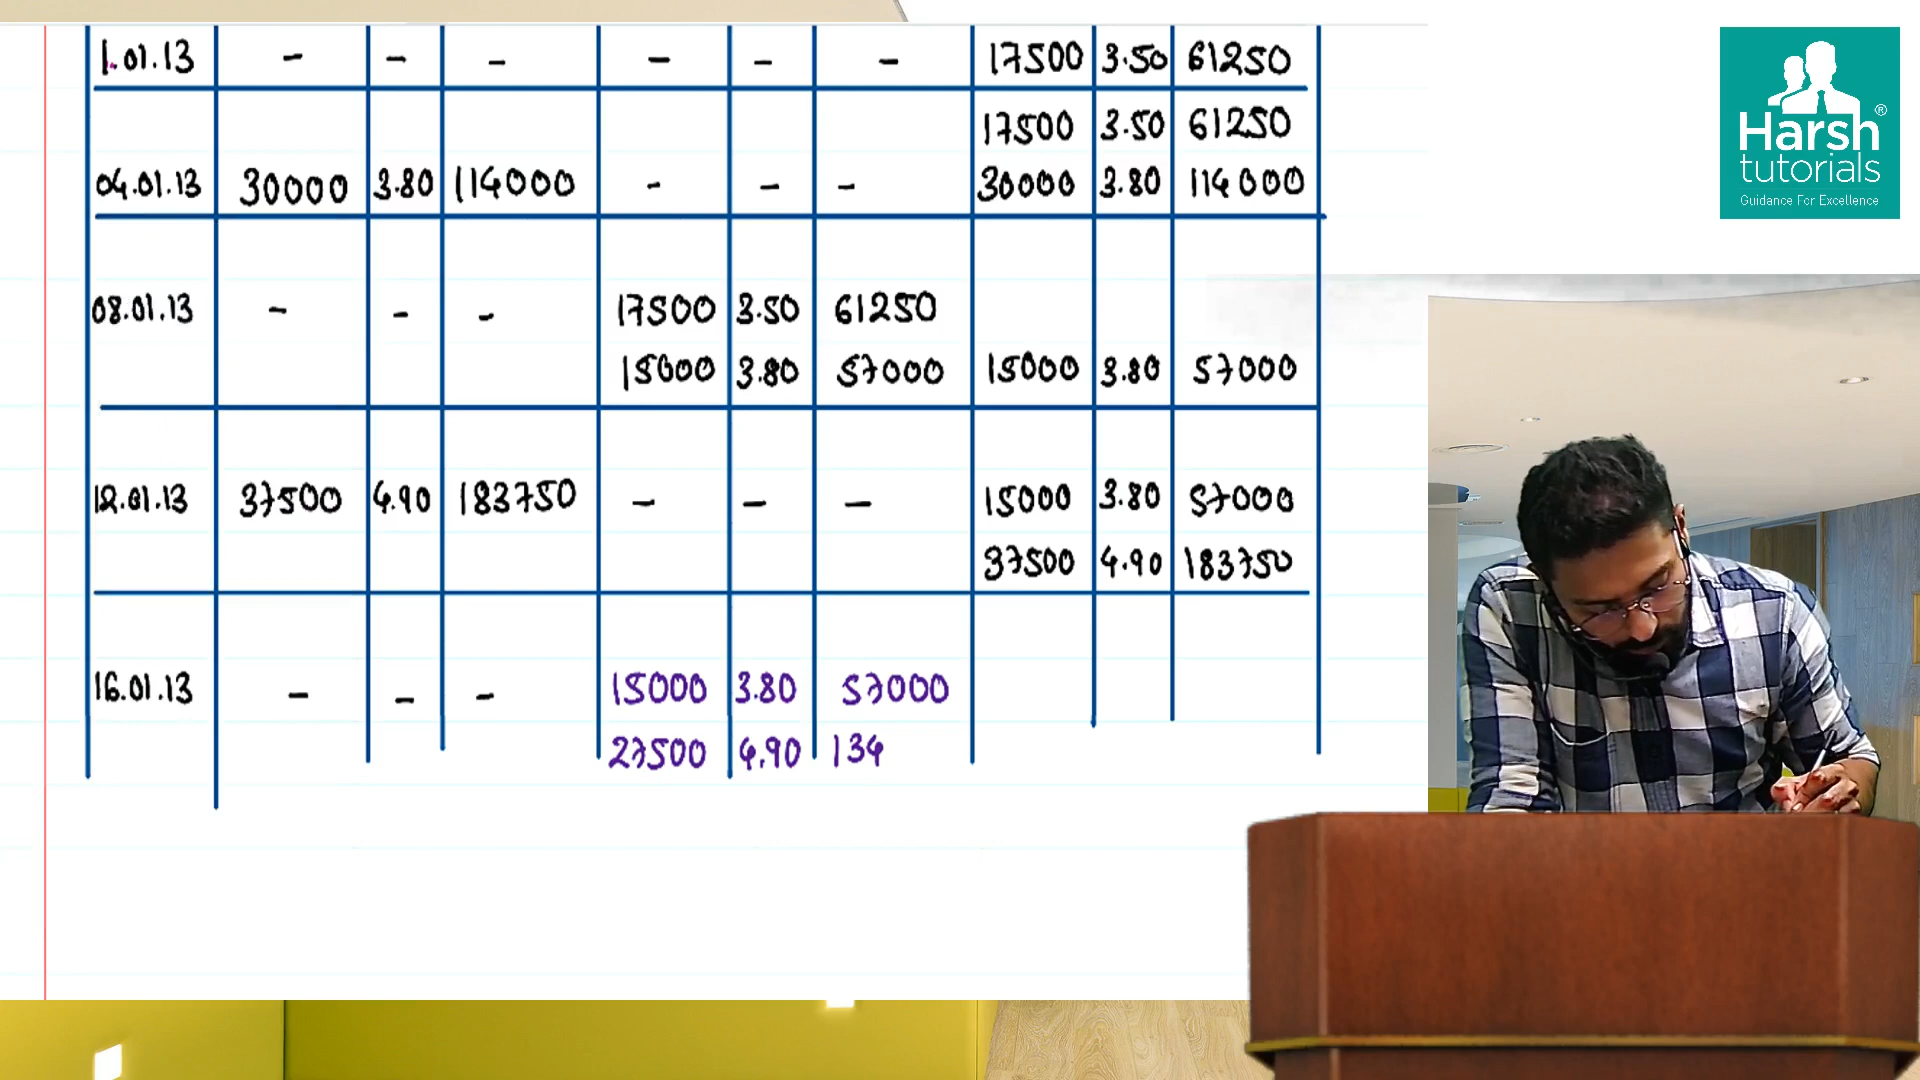 1.01.13 - - - - - - 17500 3.50 61250
17500 3.50 61250
04.01.13 30000 3.80 114000 - - - 30000 3.80 114000
08.01.13 - - - 17500 3.50 61250
15000 3.80 57000 15000 3.80 57000
12.01.13 37500 4.90 183750 - - - 15000 3.80 57000
37500 4.90 183750
16.01.13 - - - 15000 3.80 57000
27500 4.90 134
Harsh®
tutorials
Guidance For Excellence